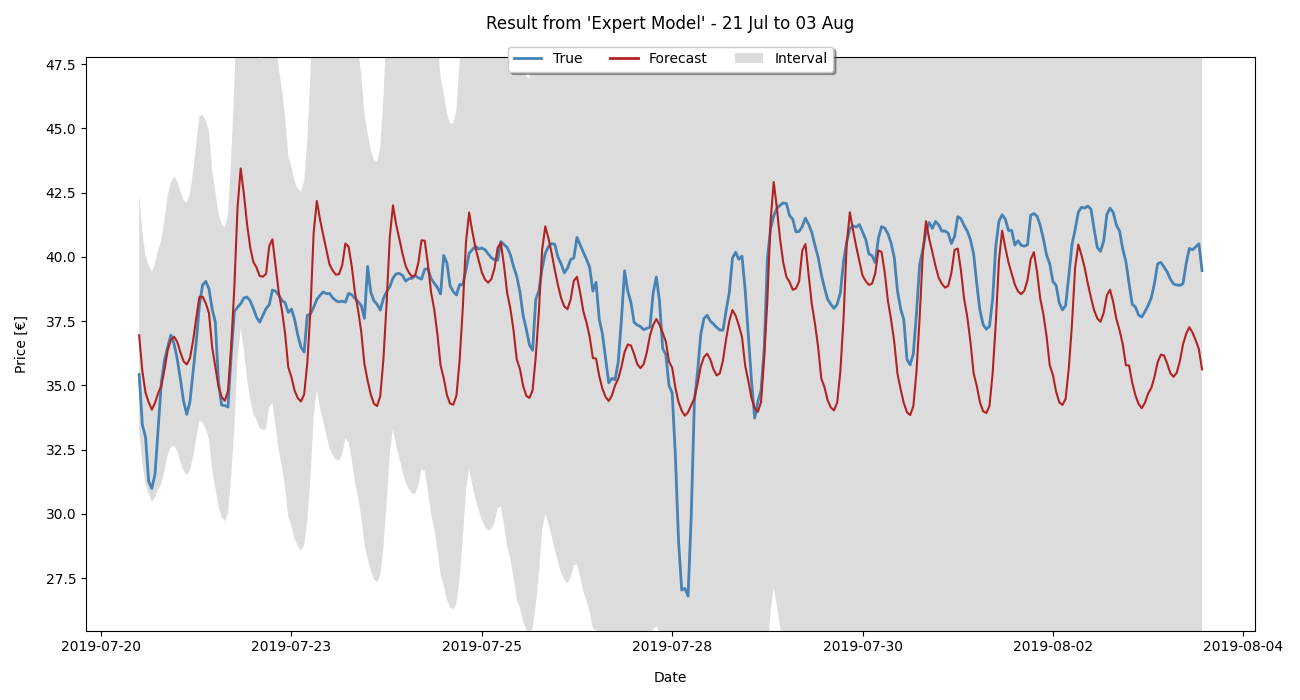 Result from 'Expert Model' - 21 Jul to 03 Aug
True Forecast Interval
47.5
45.0
42.5
40.0
37.5
35.0
32.5
30.0
27.5
Price [€]
2019-07-20 2019-07-23 2019-07-25 2019-07-28 2019-07-30 2019-08-02 2019-08-04
Date